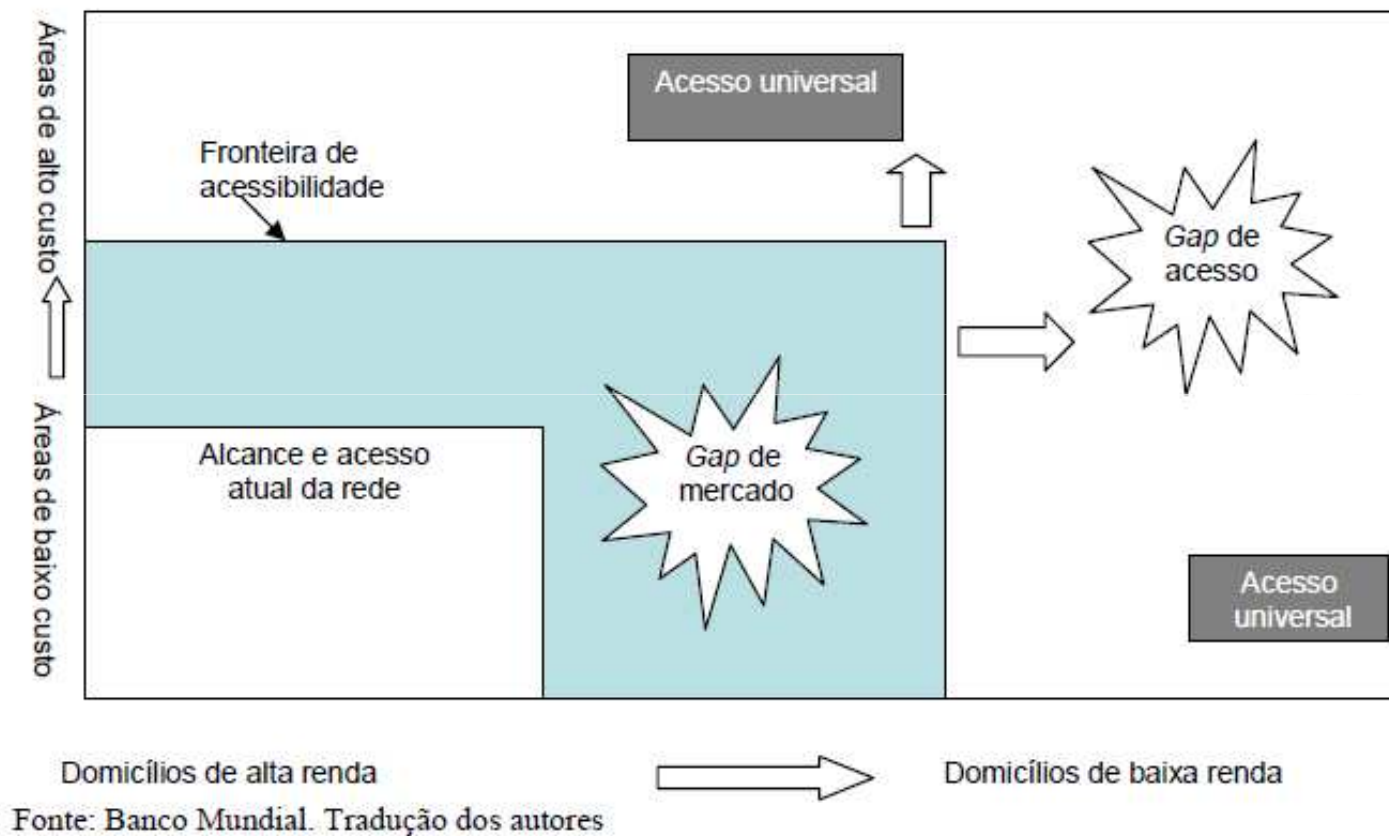 Áreas de alto custo
Áreas de baixo custo
Acesso universal
Fronteira de
acessibilidade
Gap de
acesso
Alcance e acesso
atual da rede
Gap de
mercado
Acesso
universal
Domicílios de alta renda
Domicílios de baixa renda
Fonte: Banco Mundial. Tradução dos autores